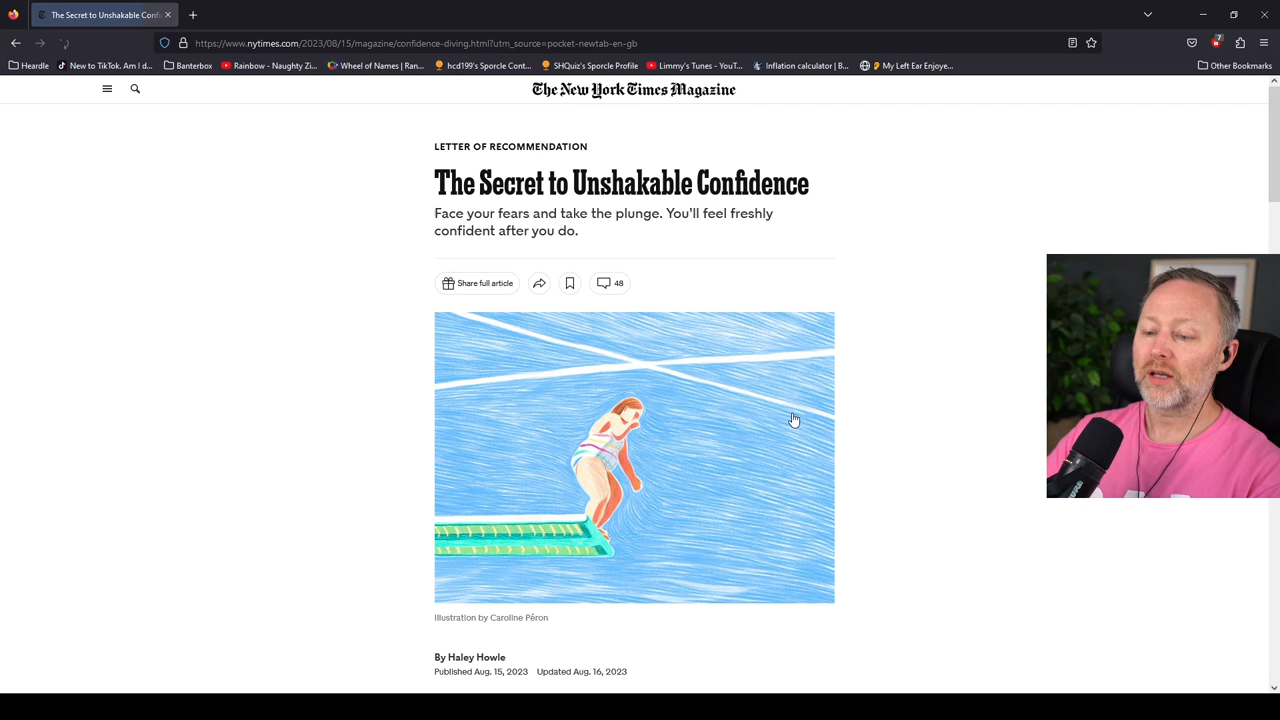 The Secret to Unshakable Confi
https://www.nytimes.com/2023/08/15/magazine/confidence-diving.html?utm_source=pocket-newtab-en-gb
7
Heardle
New to TikTok. Am I d...
Banterbox
Rainbow - Naughty Zi...
Wheel of Names | Ran...
hcd199's Sporcle Cont...
SHQuiz's Sporcle Profile
Limmy's Tunes - YouT...
Inflation calculator | B...
My Left Ear Enjoye...
Other Bookmarks
The New York Times Magazine
LETTER OF RECOMMENDATION
The Secret to Unshakable Confidence
Face your fears and take the plunge. You'll feel freshly
confident after you do.
Share full article
48
Illustration by Caroline Péron
By Haley Howle
Published Aug. 15, 2023 Updated Aug. 16, 2023